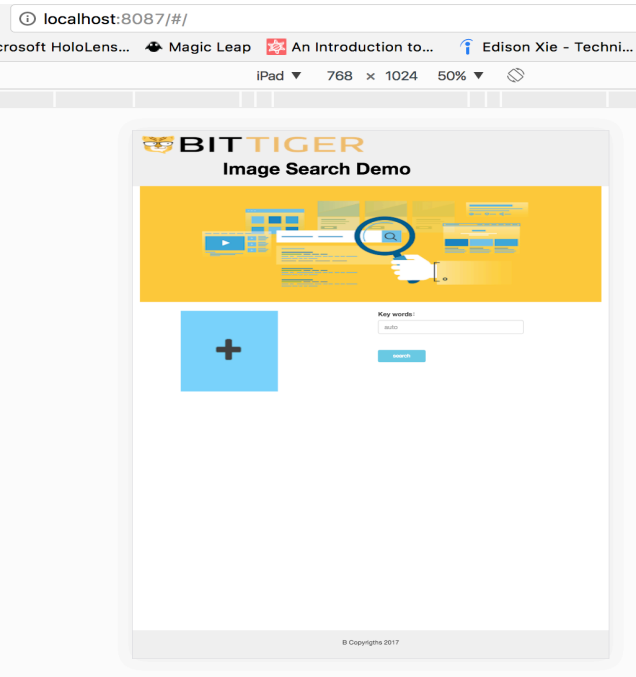 localhost:8087/#/
crosoft HoloLens... Magic Leap An Introduction to... Edison Xie - Techni...
iPad ▼ 768 × 1024 50% ▼
BITTIGER
Image Search Demo
Key words:
auto
search
B Copyrigths 2017